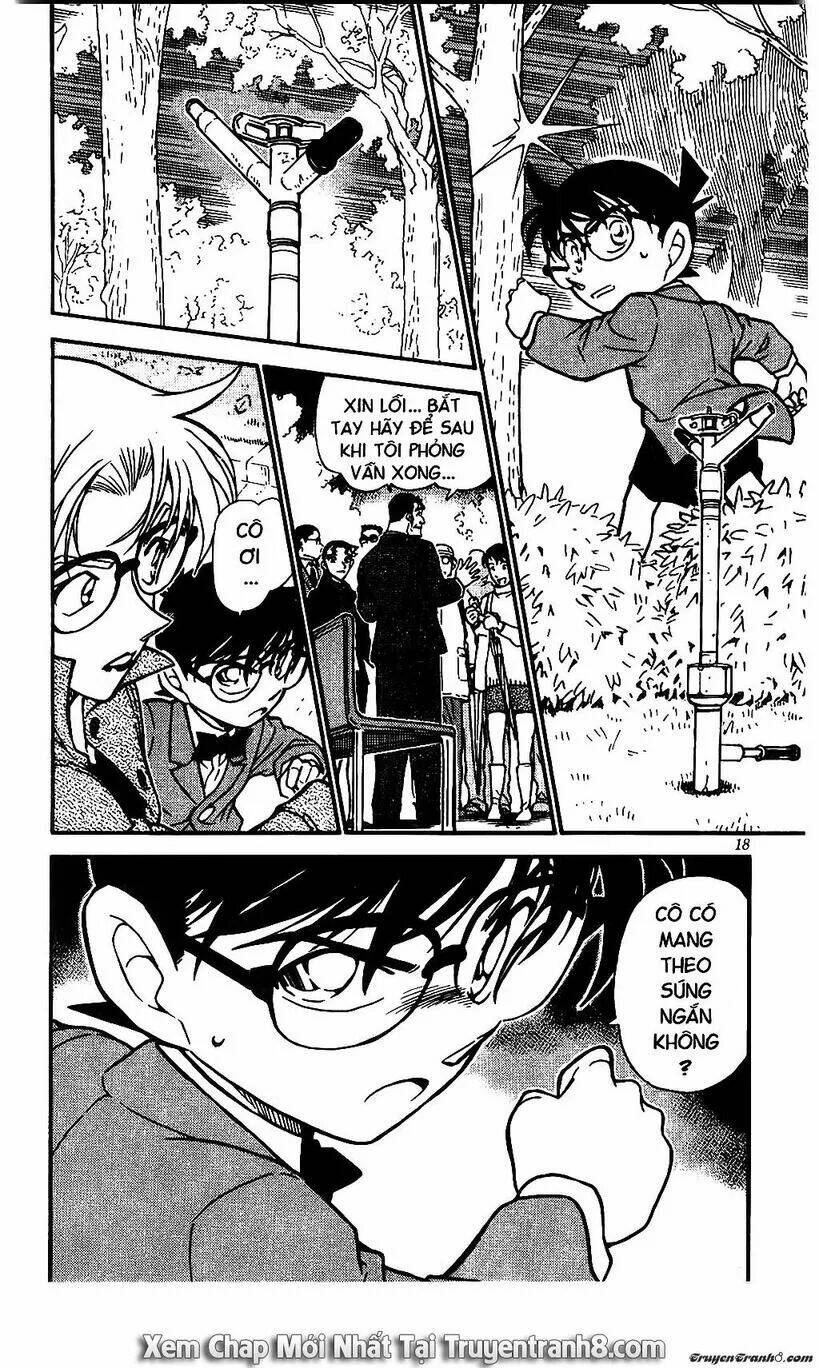 XIN LỖI... BẮT
TAY HÃY ĐỂ SAU
KHI TÔI PHỎNG
VẤN XONG...
CÔ
ƠI
...
18
CÔ CÓ
MANG
THEO
SÚNG
NGẮN
KHÔNG
?
Xem Chap Mới Nhất Tại Truyentranh8.com
TruyenTranh8.com